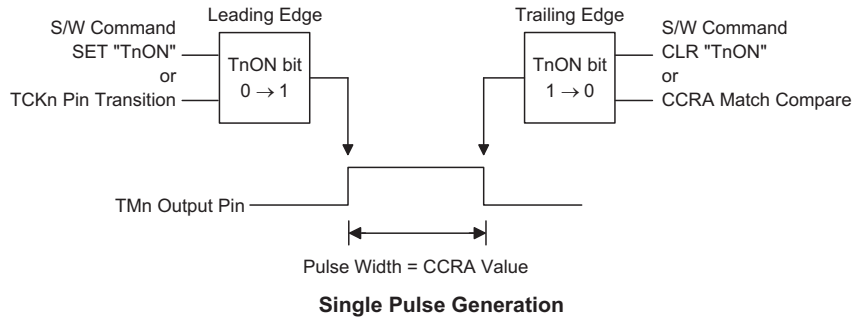 Leading Edge
S/W Command
SET "TnON"
or
TCKn Pin Transition
TnON bit
0 → 1
Trailing Edge
TnON bit
1 → 0
S/W Command
CLR "TnON"
or
CCRA Match Compare
TMn Output Pin
Pulse Width = CCRA Value
Single Pulse Generation